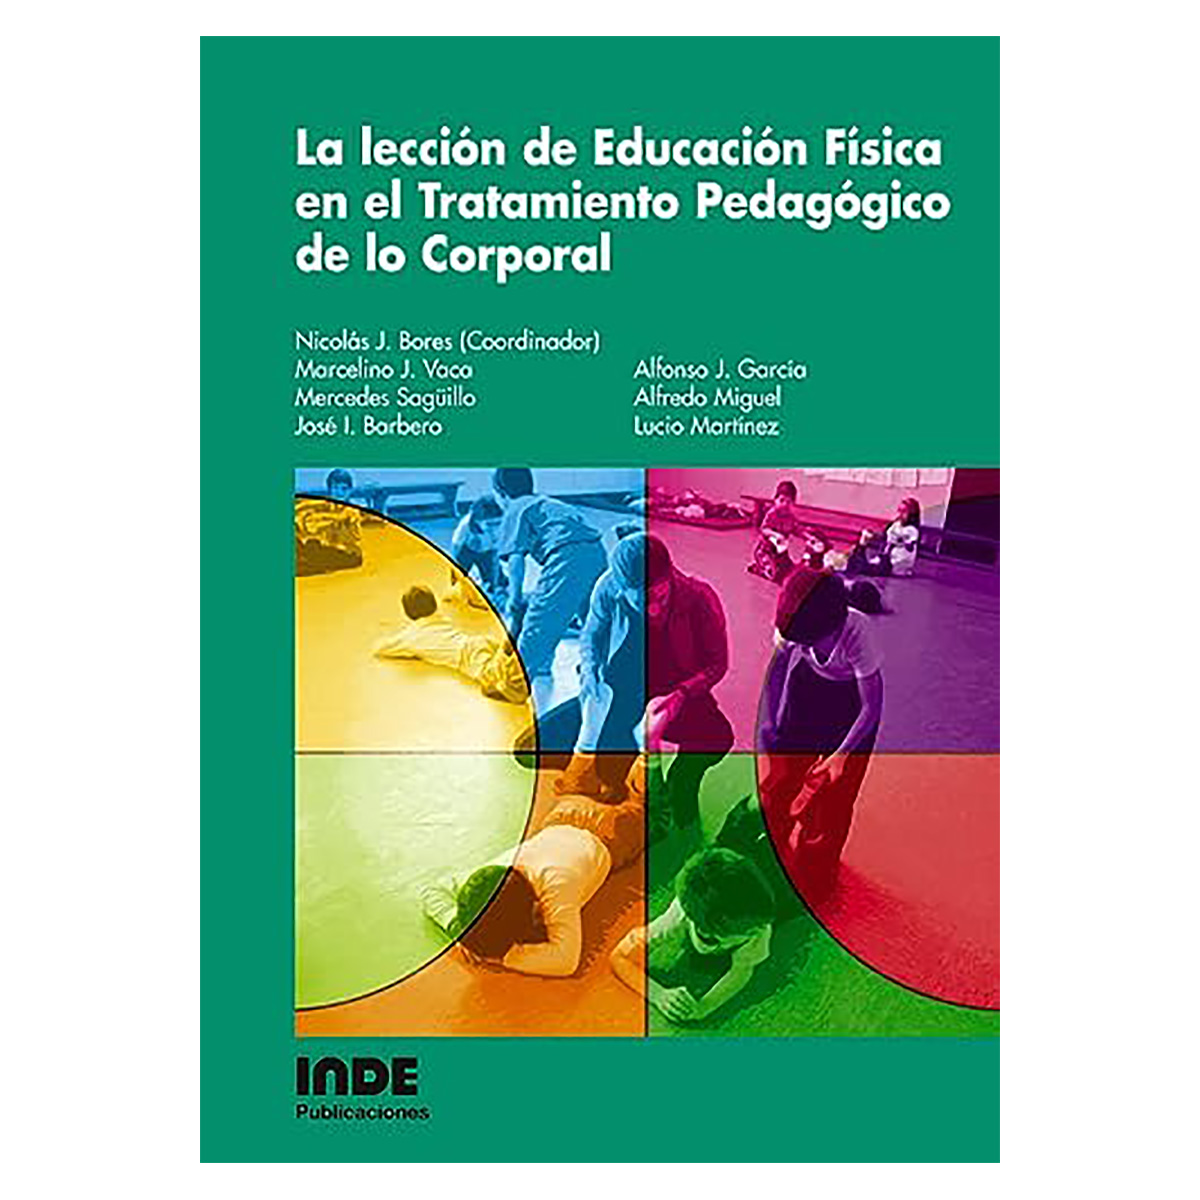 La lección de Educación Física
en el Tratamiento Pedagógico
de lo Corporal
Nicolás J. Bores (Coordinador)
Marcelino J. Vaca
Mercedes Sagüillo
José I. Barbero
Alfonso J. García
Alfredo Miguel
Lucio Martínez
INDE
Publicaciones